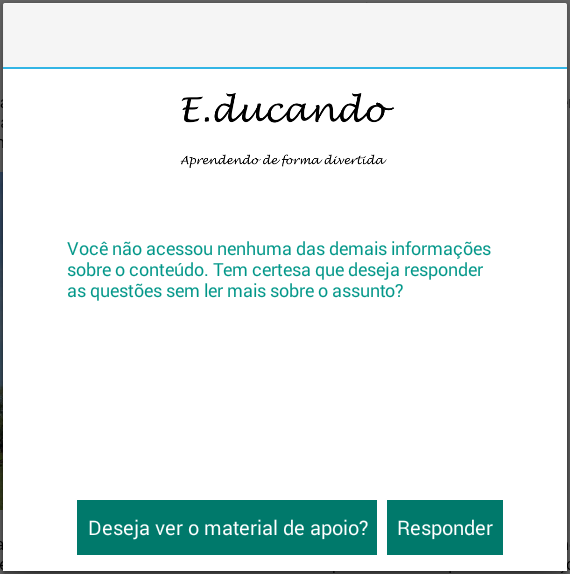 E.ducando
Aprendendo de forma divertida
Você não acessou nenhuma das demais informações
sobre o conteúdo. Tem certesa que deseja responder
as questões sem ler mais sobre o assunto?
Deseja ver o material de apoio? Responder